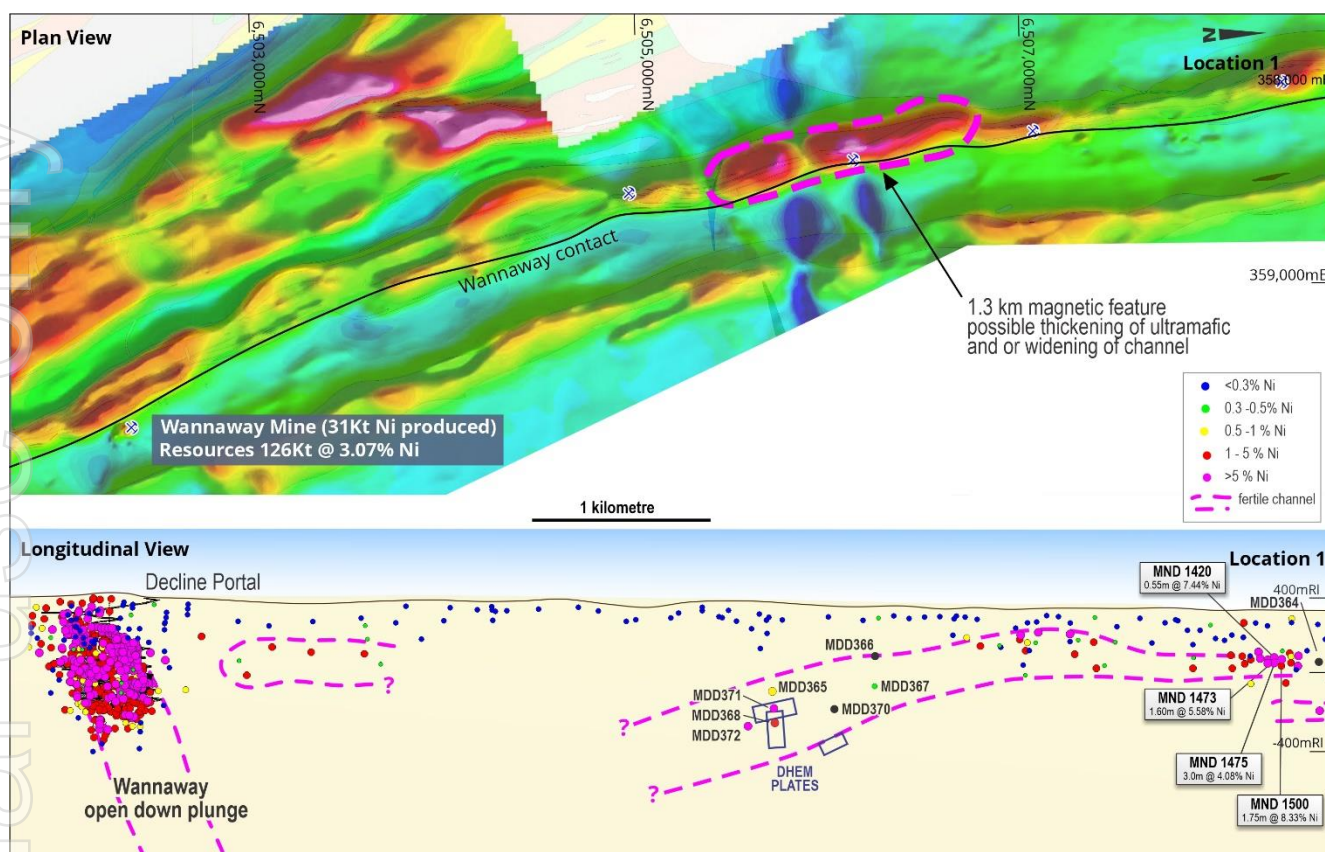 Plan View
6,503,000mN
6,505,000mN
6,507,000mN
N
Location 1
358,000 mE
Wannaway contact
359,000mE
1.3 km magnetic feature
possible thickening of ultramafic
and or widening of channel
Wannaway Mine (31Kt Ni produced)
Resources 126Kt @ 3.07% Ni
<0.3% Ni
0.3 -0.5% Ni
0.5 -1 % Ni
1 - 5 % Ni
>5 % Ni
fertile channel
1 kilometre
Longitudinal View
Location 1
Decline Portal
MND 1420
0.55m @ 7.44% Ni
400mRl
MDD364
MDD366
?
MDD365
MDD367
MDD371
MDD368
MDD370
MDD372
?
MND 1473
1.60m @ 5.58% Ni
-400mRl
DHEM
PLATES
?
MND 1475
3.0m @ 4.08% Ni
Wannaway
open down plunge
MND 1500
1.75m @ 8.33% Ni